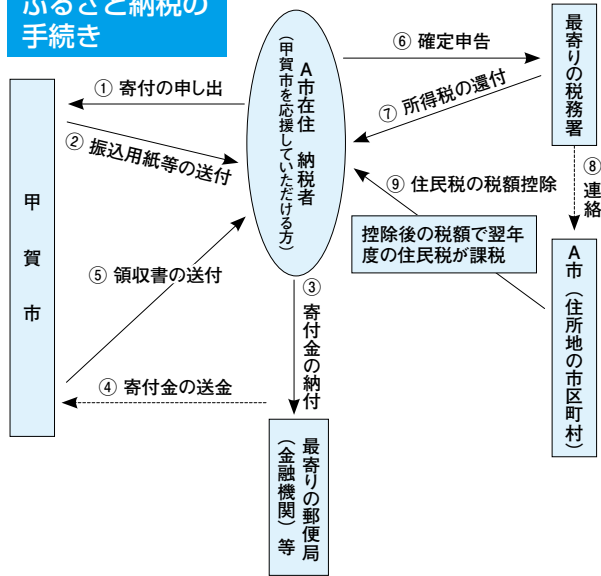 ふるさと納税の
手続き
① 寄付の申し出
② 振込用紙等の送付
甲賀市
⑤ 領収書の送付
④ 寄付金の送金
A市在住　納税者
（甲賀市を応援していただける方）
③ 寄付金の納付
最寄りの郵便局
（金融機関）等
⑥ 確定申告
⑦ 所得税の還付
最寄りの税務署
⑧ 連絡
⑨ 住民税の税額控除
控除後の税額で翌年
度の住民税が課税
A市（住所地の市区町村）